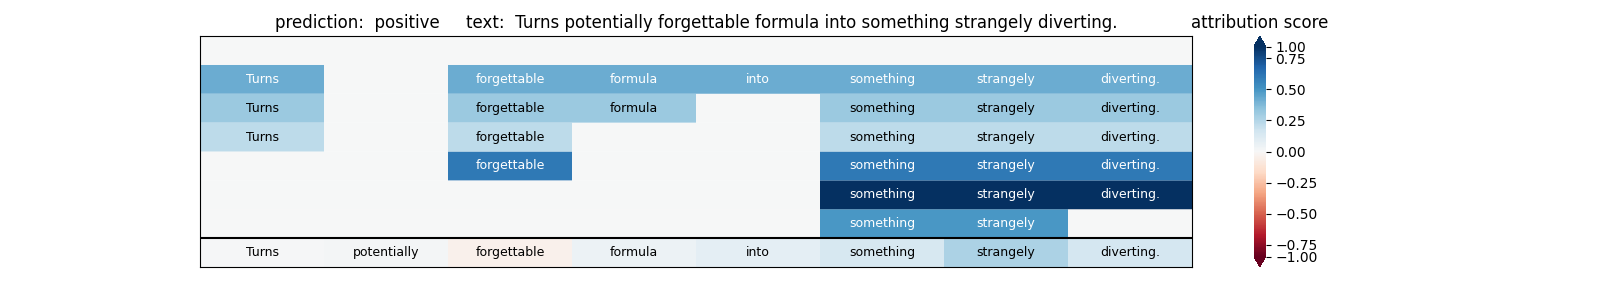 prediction:  positive     text:  Turns potentially forgettable formula into something strangely diverting.
attribution score
Turns forgettable formula into something strangely diverting.
Turns forgettable formula something strangely diverting.
Turns forgettable something strangely diverting.
forgettable something strangely diverting.
something strangely diverting.
something strangely
Turns potentially forgettable formula into something strangely diverting.
1.00
0.75
0.50
0.25
0.00
−0.25
−0.50
−0.75
−1.00